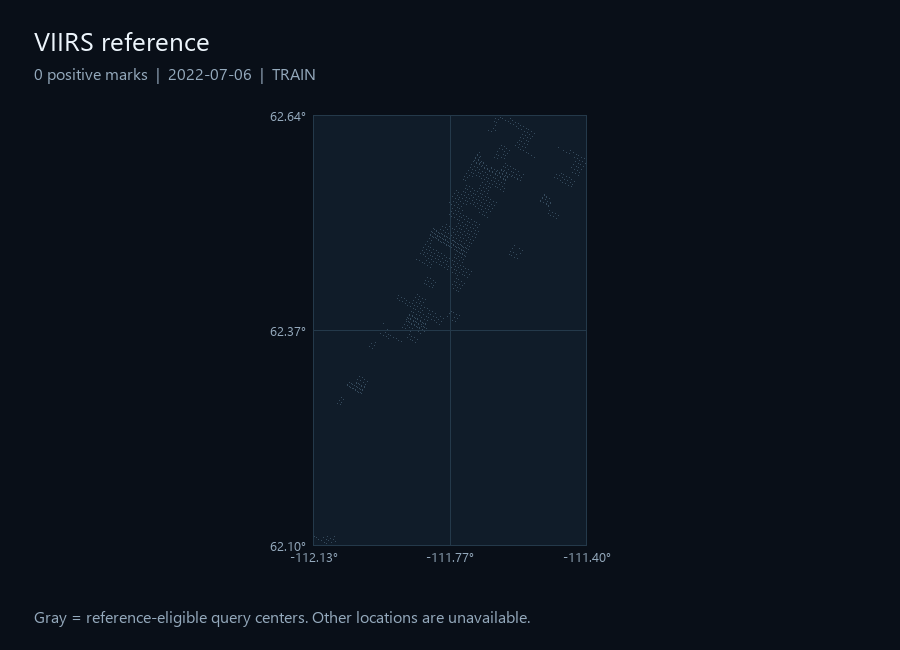 VIIRS reference
0 positive marks | 2022-07-06 | TRAIN
62.64°
62.37°
62.10°
-112.13° -111.77° -111.40°
Gray = reference-eligible query centers. Other locations are unavailable.